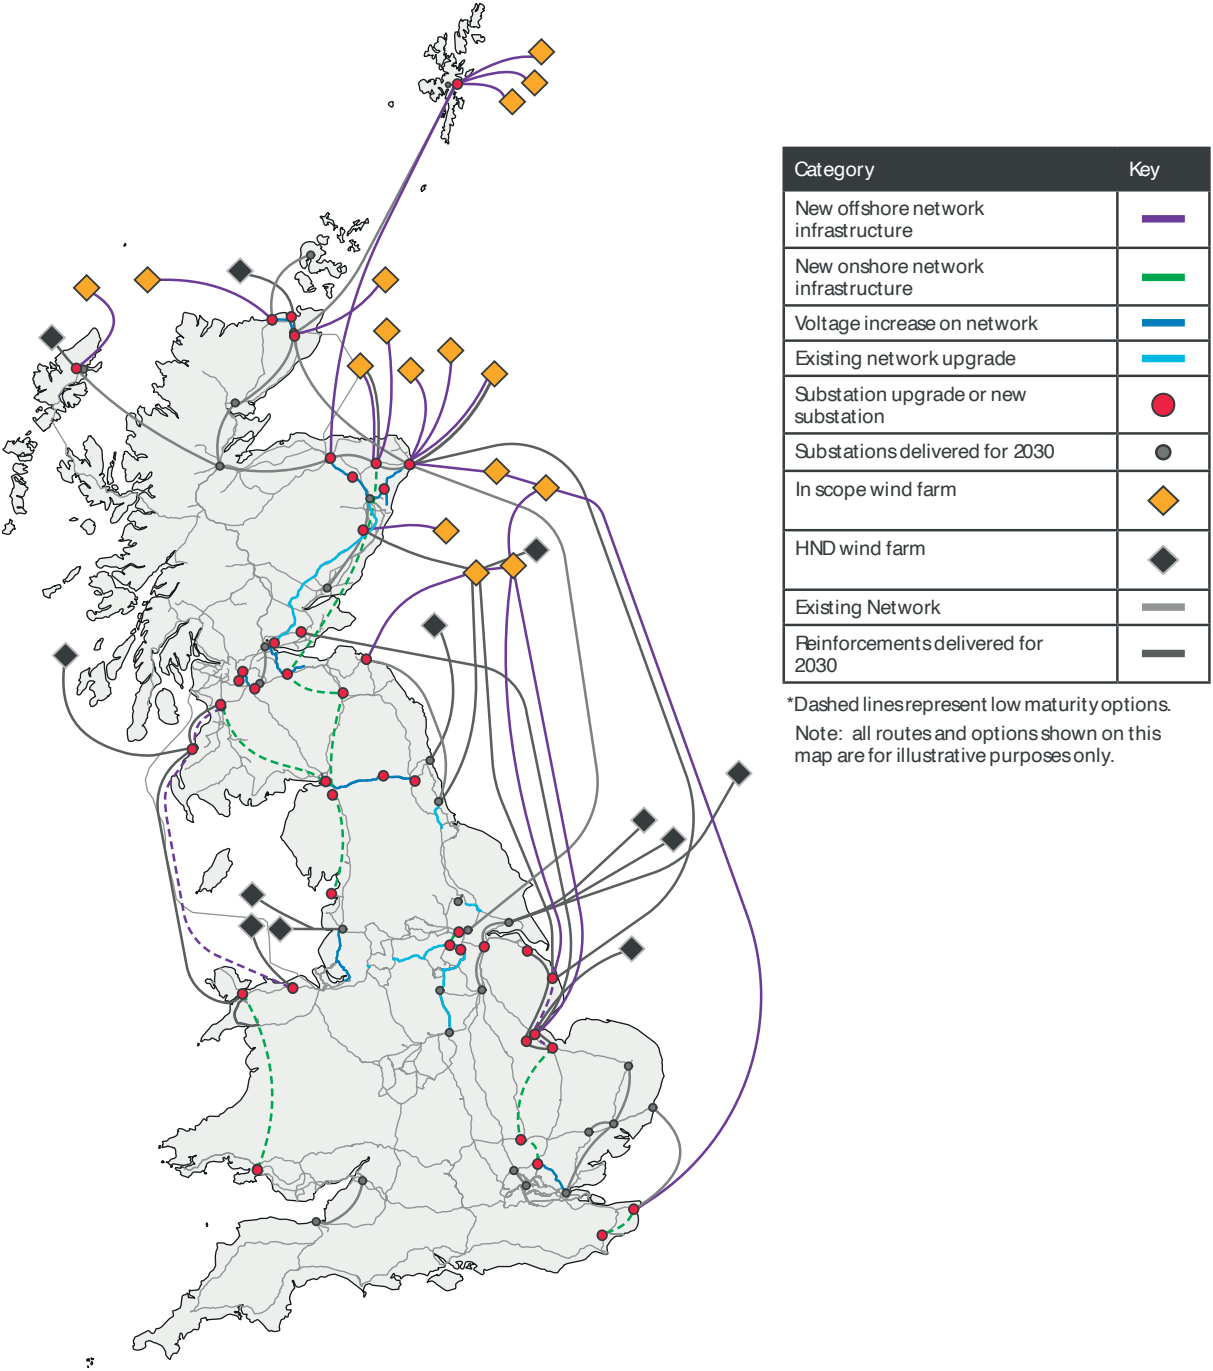 Category Key
New offshore network
infrastructure
New onshore network
infrastructure
Voltage increase on network
Existing network upgrade
Substation upgrade or new
substation
Substations delivered for 2030
In scope wind farm
HND wind farm
Existing Network
Reinforcements delivered for
2030
*Dashed lines represent low maturity options.
Note: all routes and options shown on this
map are for illustrative purposes only.